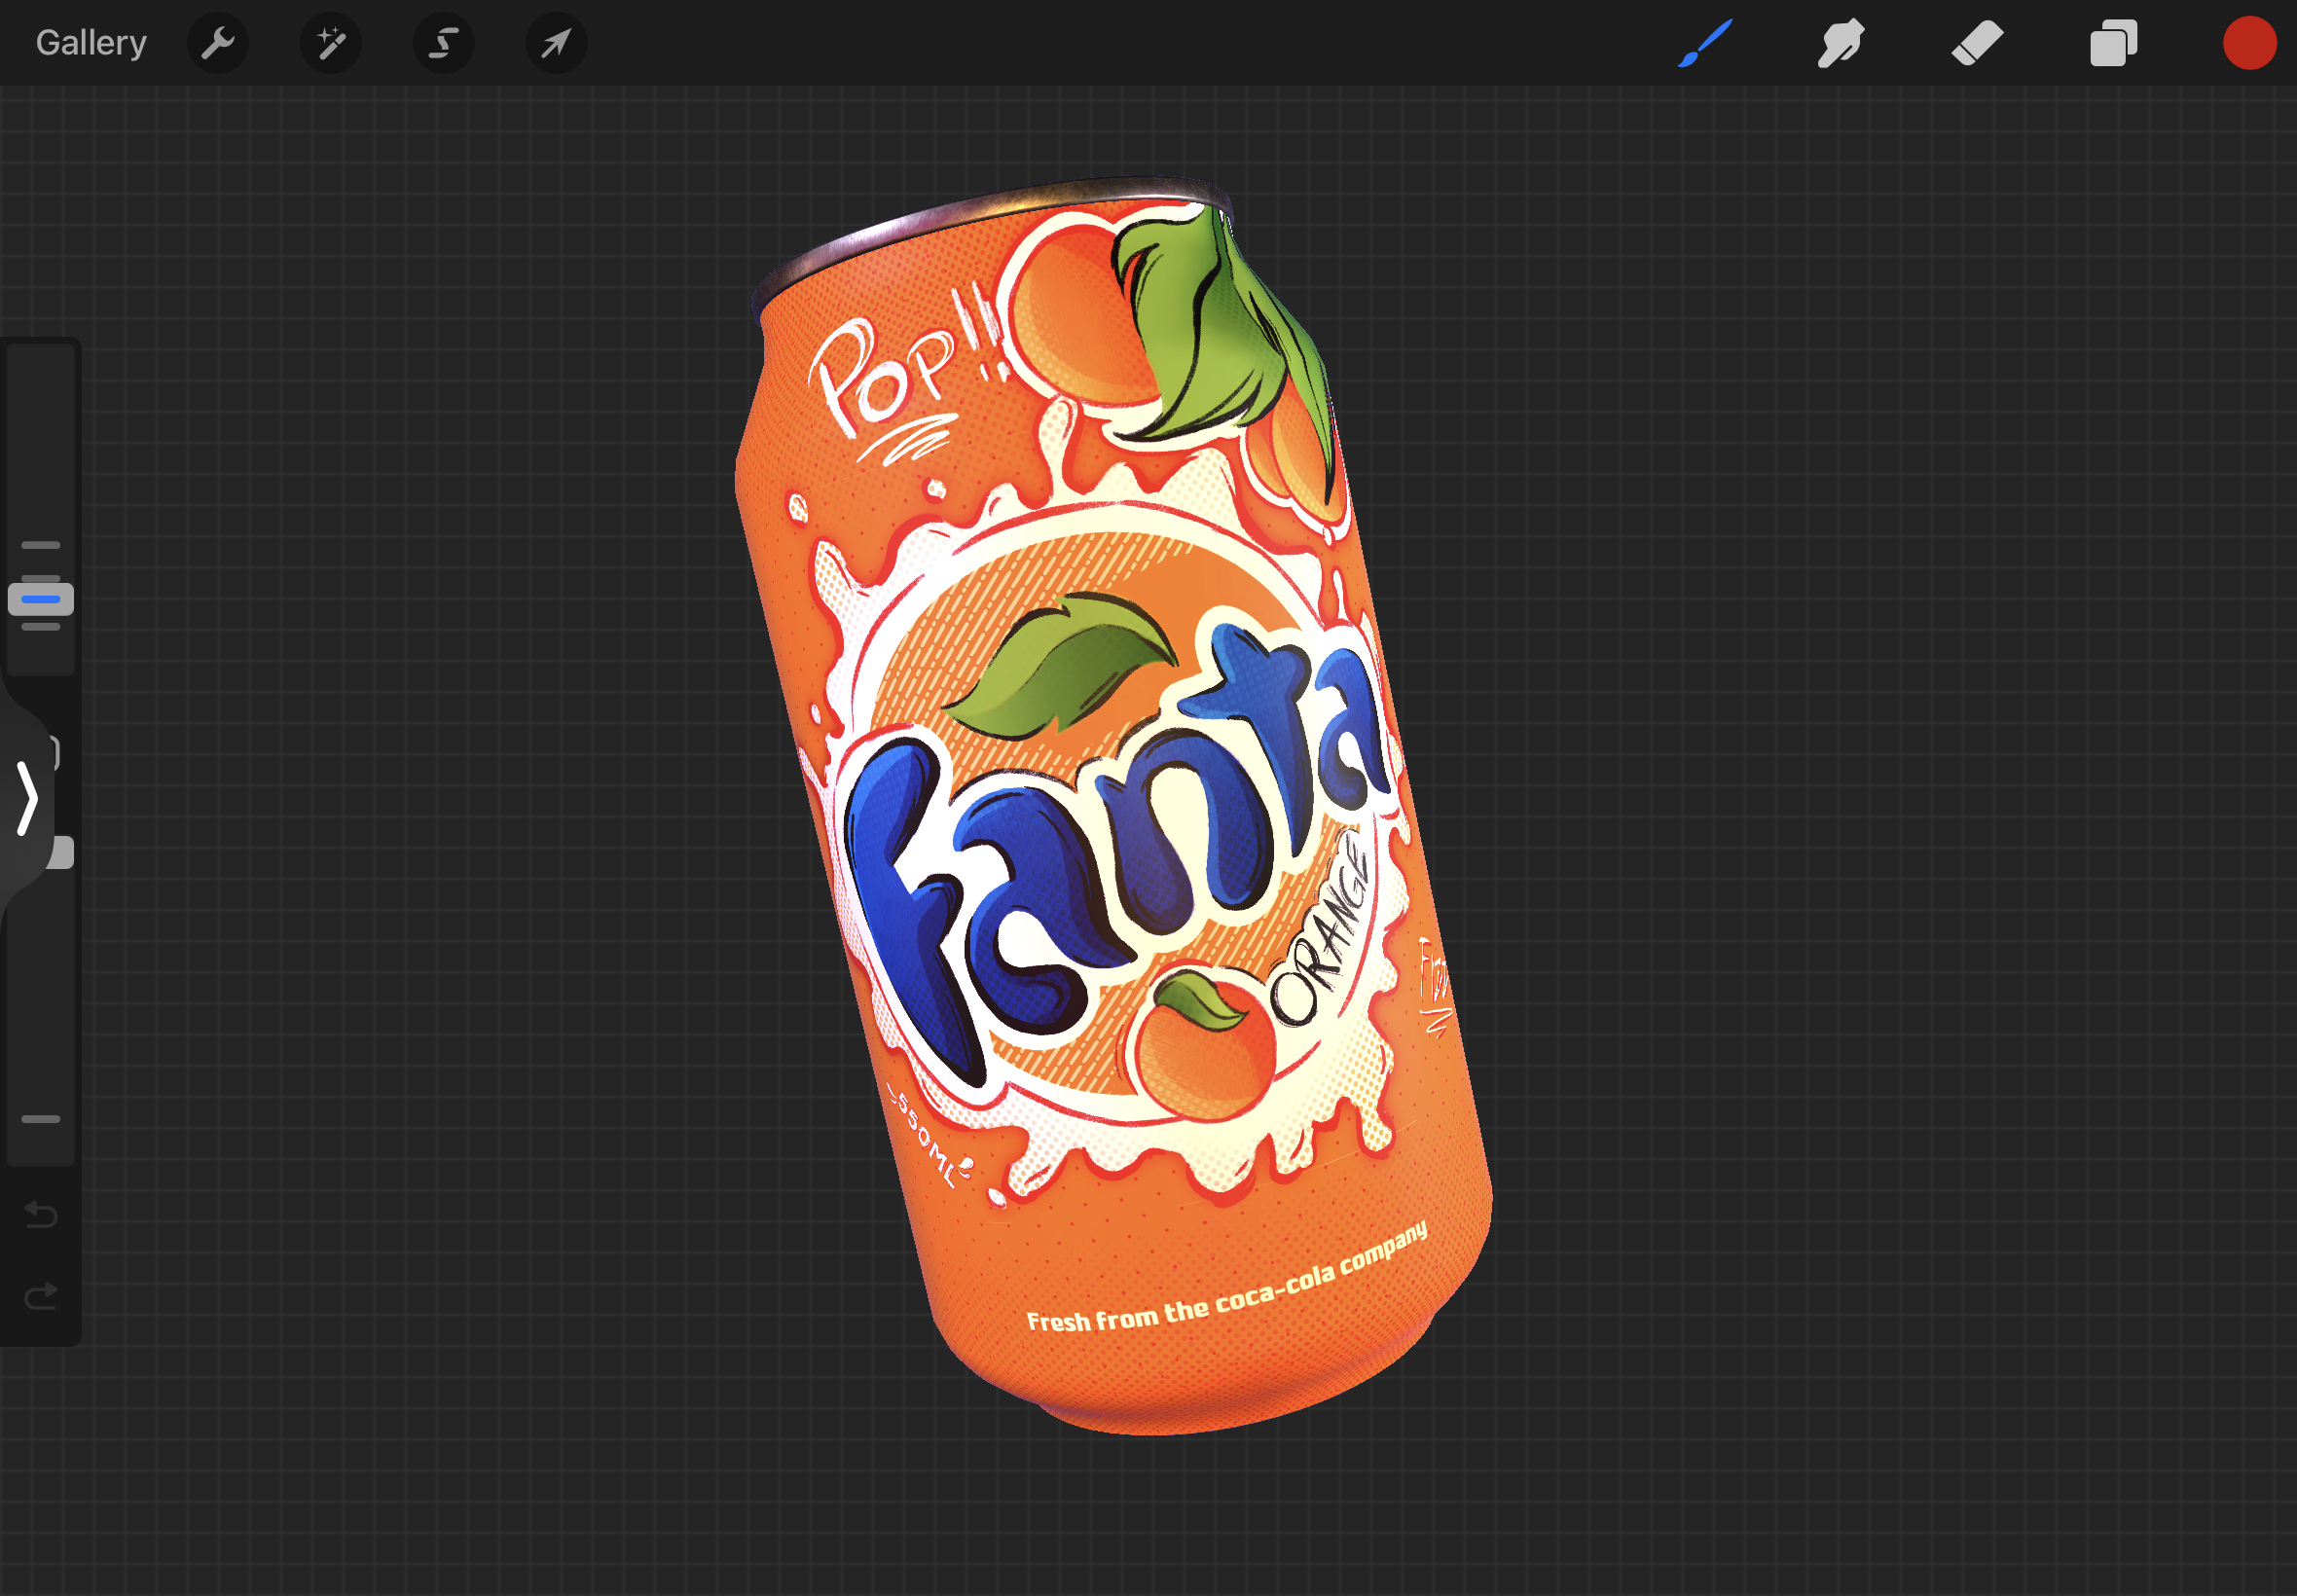 Gallery
POP!!
fanta
ORANGE
550ML
Fresh from the coca-cola company